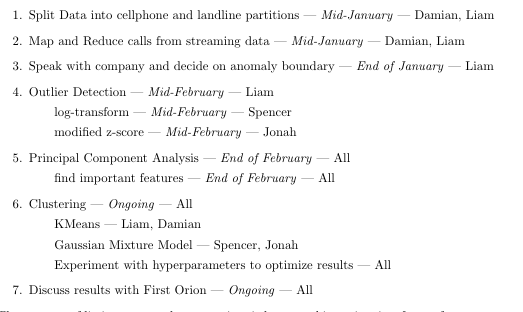 1. Split Data into cellphone and landline partitions — Mid-January — Damian, Liam
2. Map and Reduce calls from streaming data — Mid-January — Damian, Liam
3. Speak with company and decide on anomaly boundary — End of January — Liam
4. Outlier Detection — Mid-February — Liam
log-transform — Mid-February — Spencer
modified z-score — Mid-February — Jonah
5. Principal Component Analysis — End of February — All
find important features — End of February — All
6. Clustering — Ongoing — All
KMeans — Liam, Damian
Gaussian Mixture Model — Spencer, Jonah
Experiment with hyperparameters to optimize results — All
7. Discuss results with First Orion — Ongoing — All